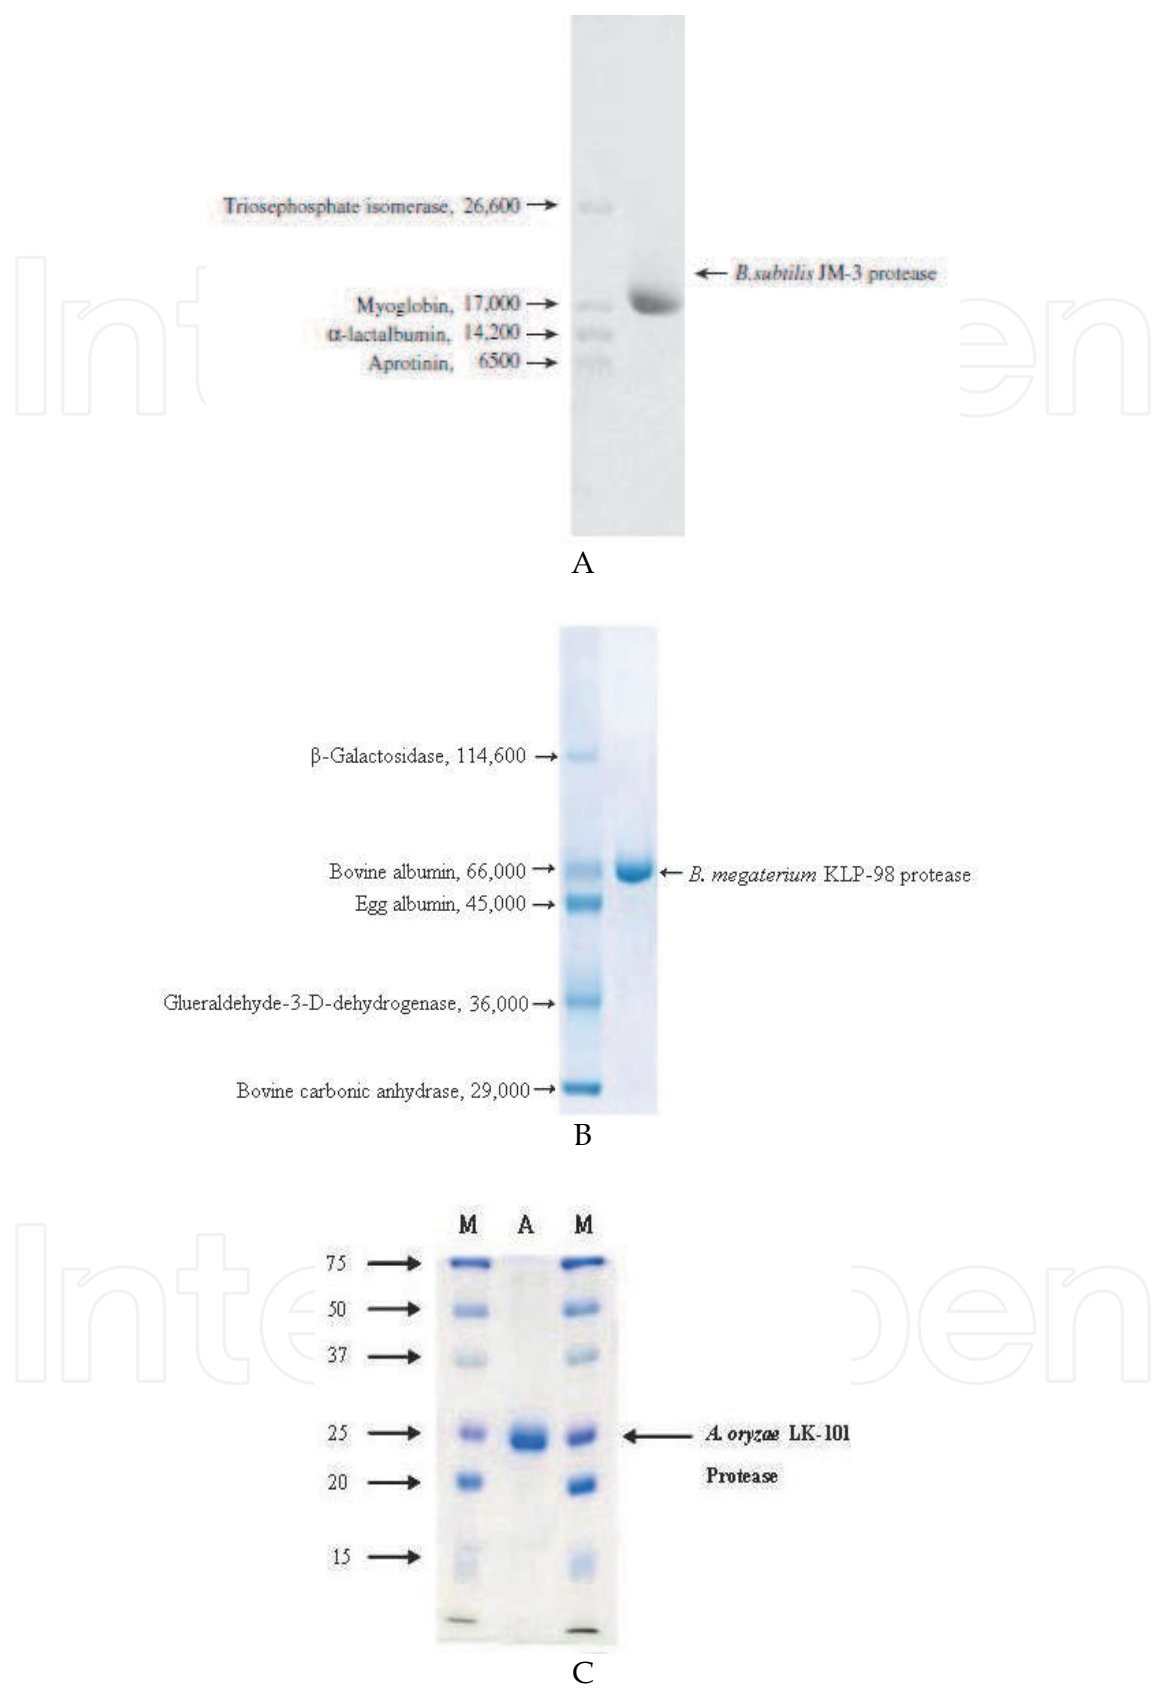 Triosephosphate isomerase, 26,600
B.subtilis JM-3 protease
Myoglobin, 17,000
α-lactalbumin, 14,200
Aprotinin, 6500
A
β-Galactosidase, 114,600
Bovine albumin, 66,000
B. megaterium KLP-98 protease
Egg albumin, 45,000
Glueraldehyde-3-D-dehydrogenase, 36,000
Bovine carbonic anhydrase, 29,000
B
M A M
75
50
37
25
A. oryzae LK-101
Protease
20
15
C